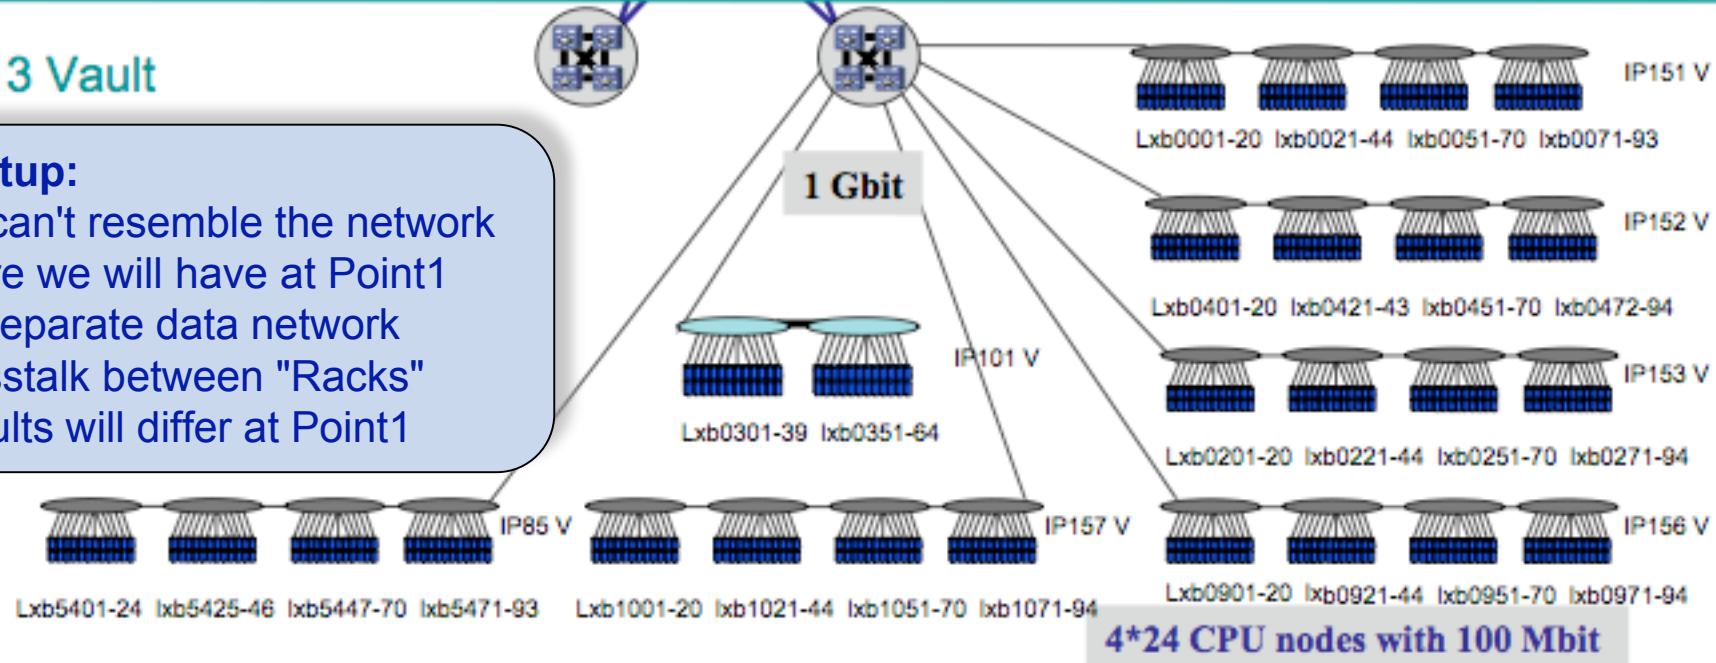 3 Vault
tup:
can't resemble the network
re we will have at Point1
eparate data network
sstalk between "Racks"
ults will differ at Point1
1 Gbit
IP151 V
Lxb0001-20 lxb0021-44 lxb0051-70 lxb0071-93
IP152 V
Lxb0401-20 lxb0421-43 lxb0451-70 lxb0472-94
IP101 V
Lxb0301-39 lxb0351-64
IP153 V
Lxb0201-20 lxb0221-44 lxb0251-70 lxb0271-94
IP85 V
Lxb5401-24 lxb5425-46 lxb5447-70 lxb5471-93
IP157 V
Lxb1001-20 lxb1021-44 lxb1051-70 lxb1071-94
IP156 V
Lxb0901-20 lxb0921-44 lxb0951-70 lxb0971-94
4*24 CPU nodes with 100 Mbit